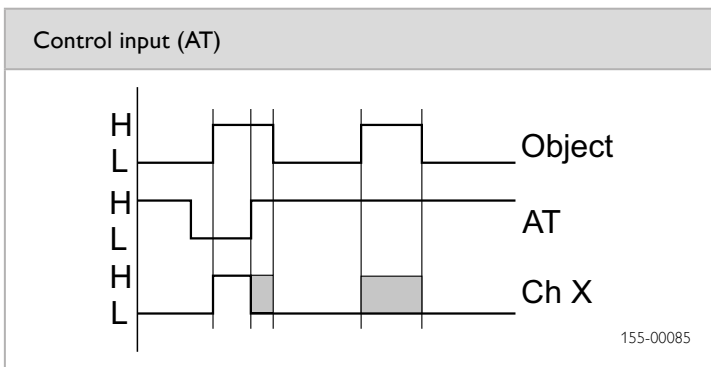 Control input (AT)
H
L
Object
H
L
AT
H
L
Ch X
155-00085